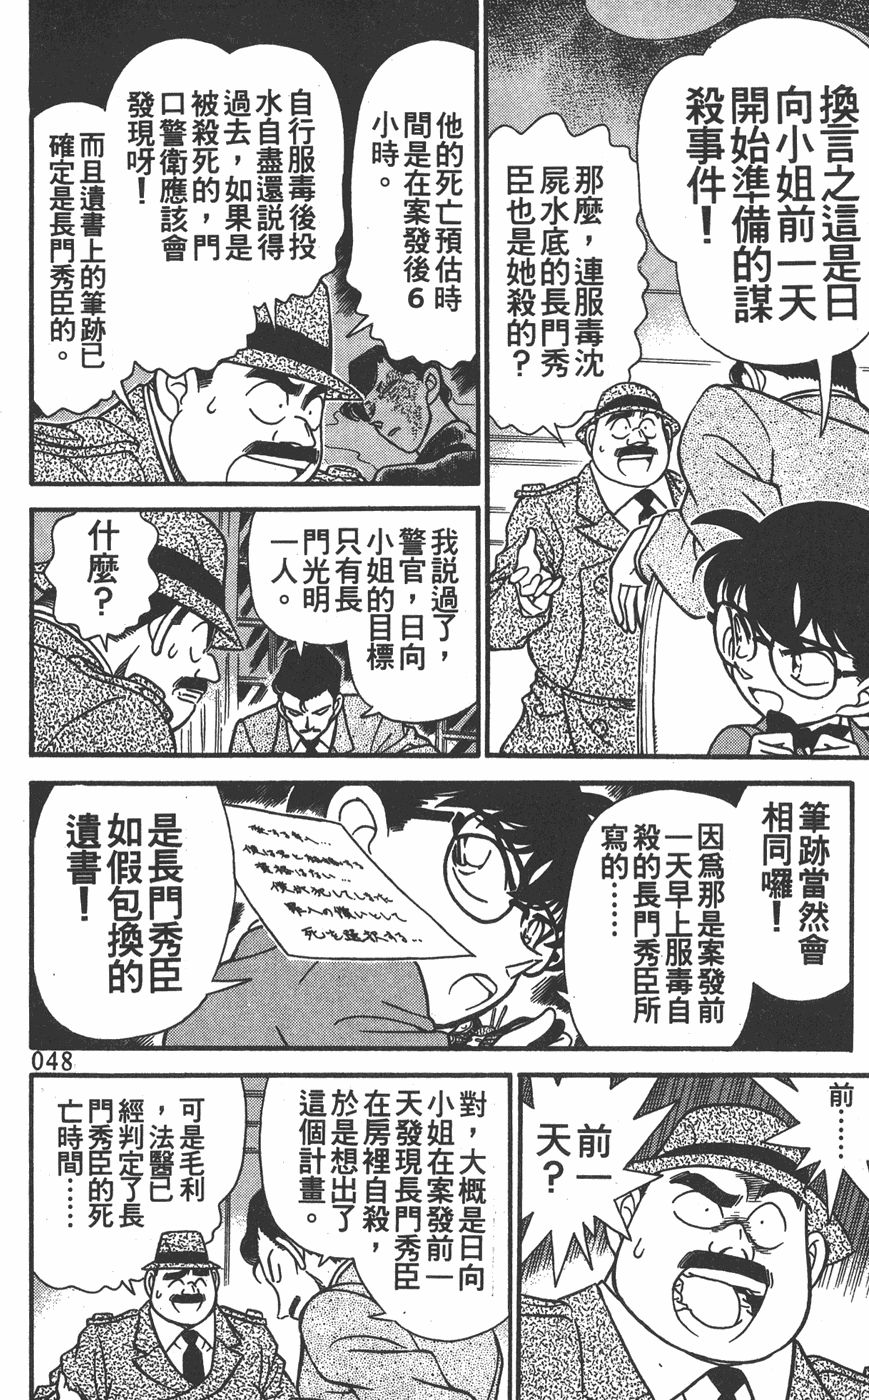 換言之這是日
向小姐前一天
開始準備的謀
殺事件！
那麼，連服毒沈
屍水底的長門秀
臣也是她殺的？
他的死亡預估時
間是在案發後6
小時。
自行服毒後投
水自盡還說得
過去，如果是
被殺死的，門
口警衛應該會
發現呀！
而且遺書上的筆跡已
確定是長門秀臣的。
我說過了，
警官，日向
小姐的目標
只有長
門光明
一人。
什麼？
筆跡當然會
相同囉！
因為那是案發前
一天早上服毒自
殺的長門秀臣所
寫的……
是長門秀臣
如假包換的
遺書！
前……
前一
天？
對，大概是日向
小姐在案發前一
天發現長門秀臣
在房裡自殺，
於是想出了
這個計畫。
可是毛利
，法醫已
經判定了長
門秀臣的死
亡時間……
048